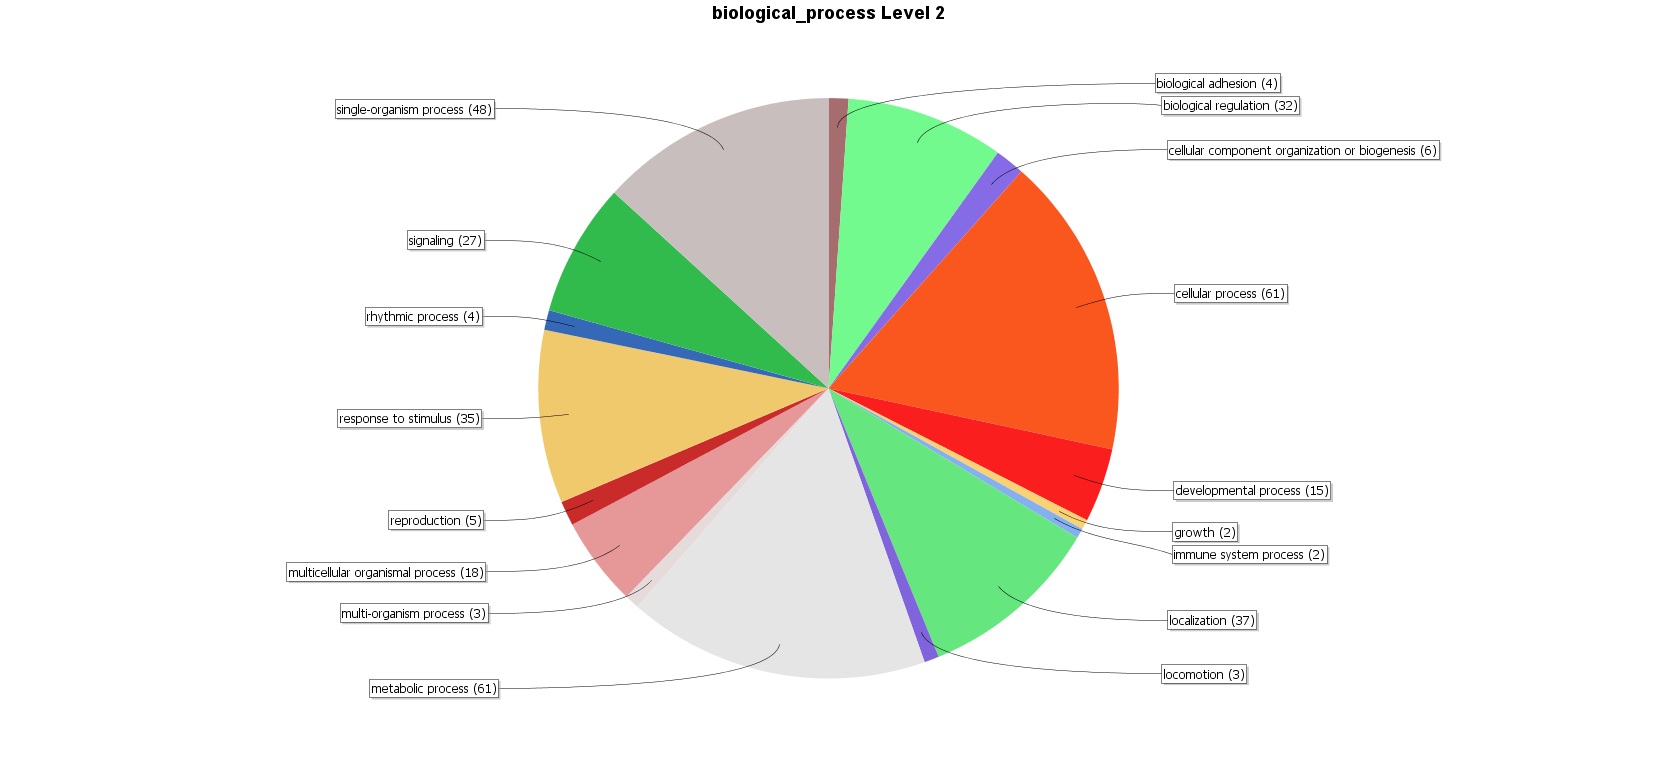 biological_process Level 2
biological adhesion (4)
biological regulation (32)
cellular component organization or biogenesis (6)
cellular process (61)
developmental process (15)
growth (2)
immune system process (2)
localization (37)
locomotion (3)
metabolic process (61)
multi-organism process (3)
multicellular organismal process (18)
reproduction (5)
response to stimulus (35)
rhythmic process (4)
signaling (27)
single-organism process (48)